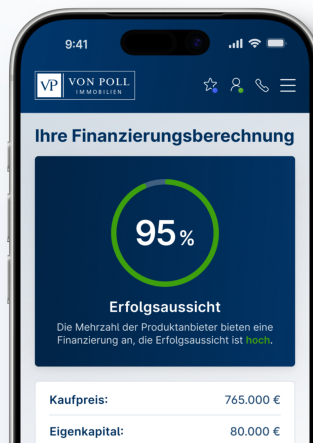 9:41
VP VON POLL
IMMOBILIEN
Ihre Finanzierungsberechnung
95 %
Erfolgsaussicht
Die Mehrzahl der Produktanbieter bieten eine
Finanzierung an, die Erfolgsaussicht ist hoch.
Kaufpreis: 765.000 €
Eigenkapital: 80.000 €